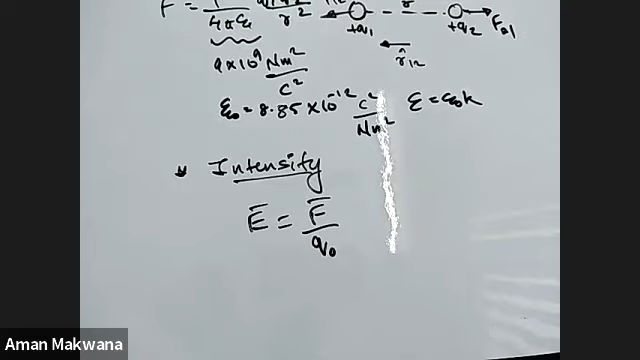 F = 1/4πε₀ q₁q₂/r²
+q₁ +q₂ F₂₁
r̂₁₂
9×10⁹ Nm²/C²
ε₀ = 8.85 × 10⁻¹² C²/Nm² ε = ε₀k
* Intensity
E = F/q₀
Aman Makwana